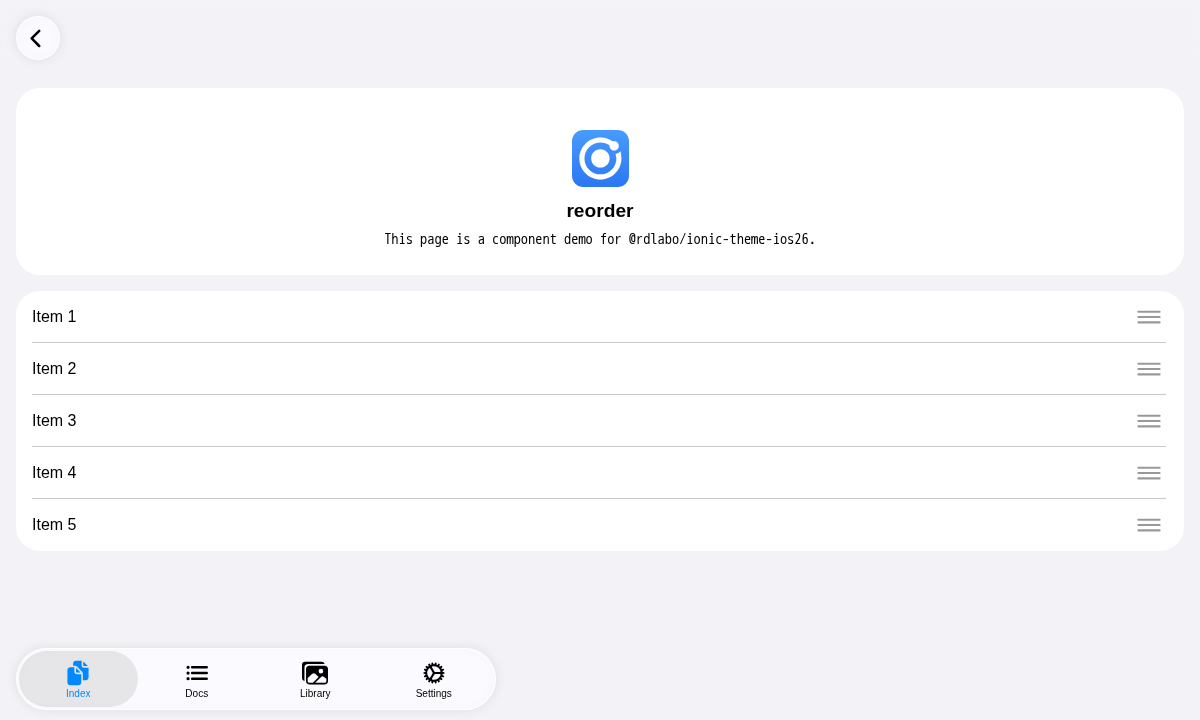 reorder
This page is a component demo for @rdlabo/ionic-theme-ios26.
Item 1
Item 2
Item 3
Item 4
Item 5
Index
Docs
Library
Settings